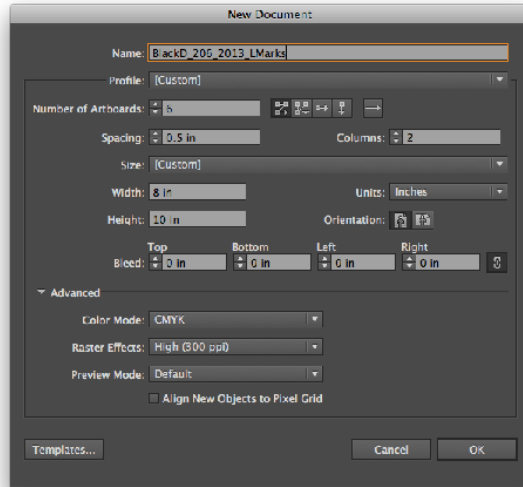 New Document
Name: BlackD_206_2013_LMarks
Profile: [Custom]
Number of Artboards: 6
Spacing: 0.5 in Columns: 2
Size: [Custom]
Width: 8 in Units: Inches
Height: 10 in Orientation:
Top Bottom Left Right
Bleed: 0 in 0 in 0 in 0 in
Advanced
Color Mode: CMYK
Raster Effects: High (300 ppi)
Preview Mode: Default
Align New Objects to Pixel Grid
Templates... Cancel OK